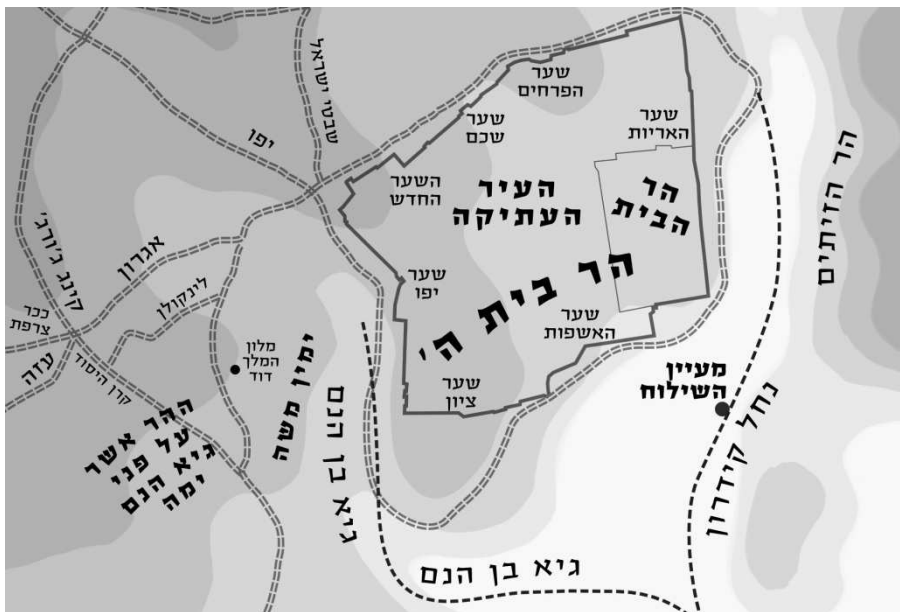 שער
הפרחים
שער
שכם
שער
האריות
השער
החדש
העיר
העתיקה
הר
הבית
הר בית ה'
שער
יפו
שער
האשפות
שער
ציון
שבטי ישראל
יפו
קינג ג'ורג'
אגרון
לינקולן
ככר
צרפת
עזה
קרן היסוד
מלון
המלך
דוד
ימין משה
ההר אשר
על פני
גיא הנם
ימה
גיא בן הנם
גיא בן הנם
מעיין
השילוח
נחל קידרון
הר הזיתים